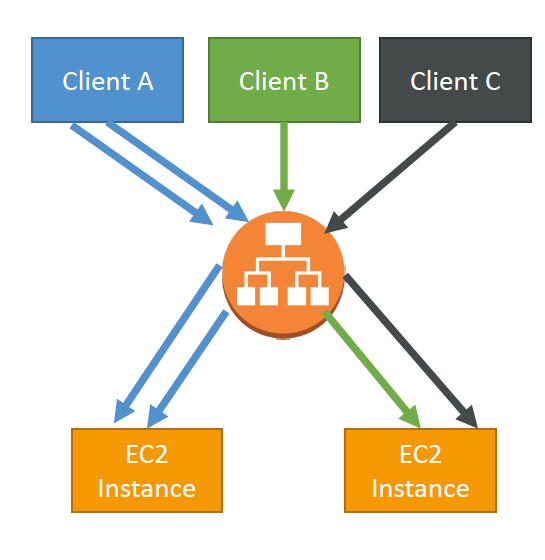 Client A
Client B
Client C
EC2
Instance
EC2
Instance